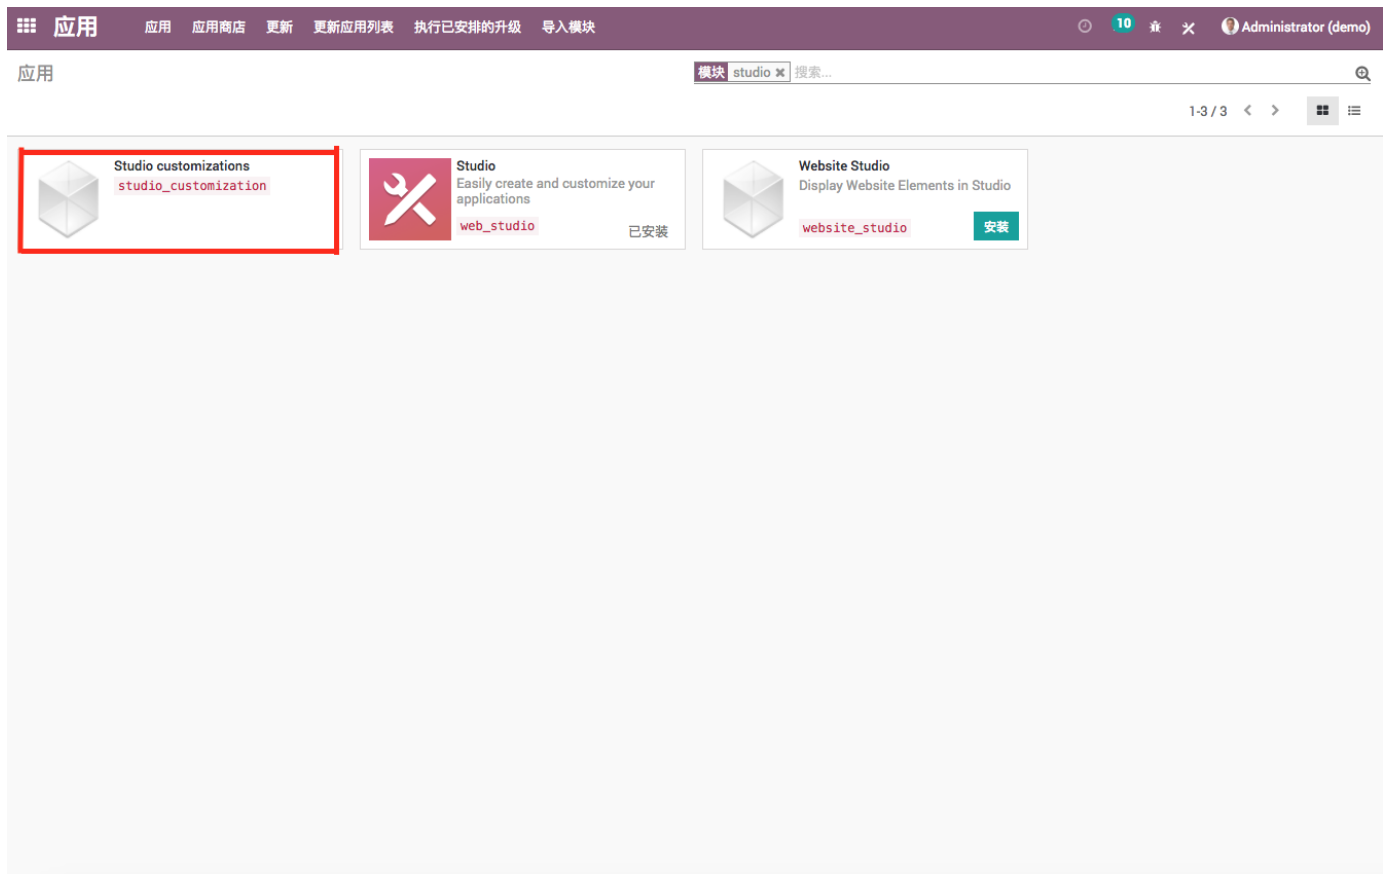 应用 应用 应用商店 更新 更新应用列表 执行已安排的升级 导入模块 10 Administrator (demo)
应用 模块 studio 搜索...
1-3 / 3
Studio customizations
studio_customization
Studio
Easily create and customize your
applications
web_studio
已安装
Website Studio
Display Website Elements in Studio
website_studio
安装